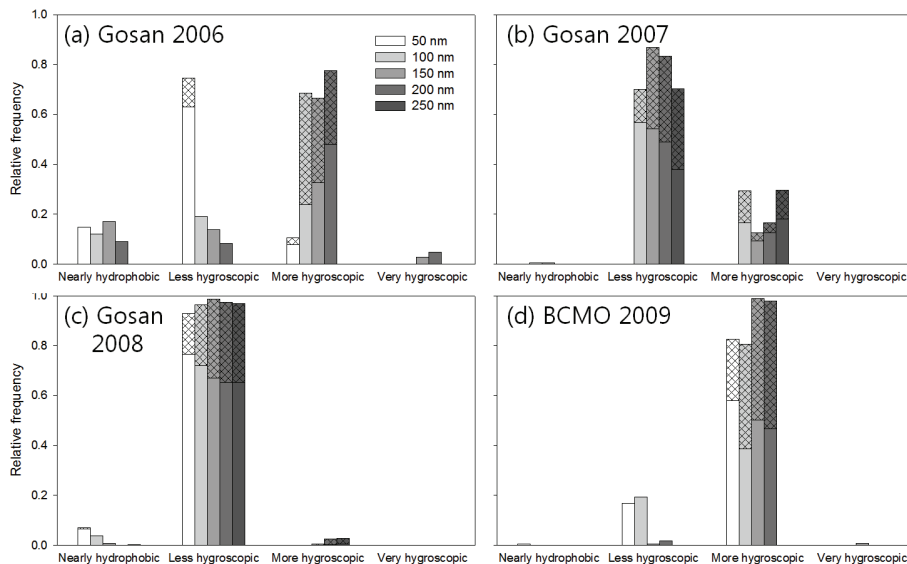 (a) Gosan 2006
50 nm
100 nm
150 nm
200 nm
250 nm
Relative frequency
1.0
0.8
0.6
0.4
0.2
0.0
Nearly hydrophobic Less hygroscopic More hygroscopic Very hygroscopic
(b) Gosan 2007
Nearly hydrophobic Less hygroscopic More hygroscopic Very hygroscopic
(c) Gosan
2008
Relative frequency
1.0
0.8
0.6
0.4
0.2
0.0
Nearly hydrophobic Less hygroscopic More hygroscopic Very hygroscopic
(d) BCMO 2009
Nearly hydrophobic Less hygroscopic More hygroscopic Very hygroscopic